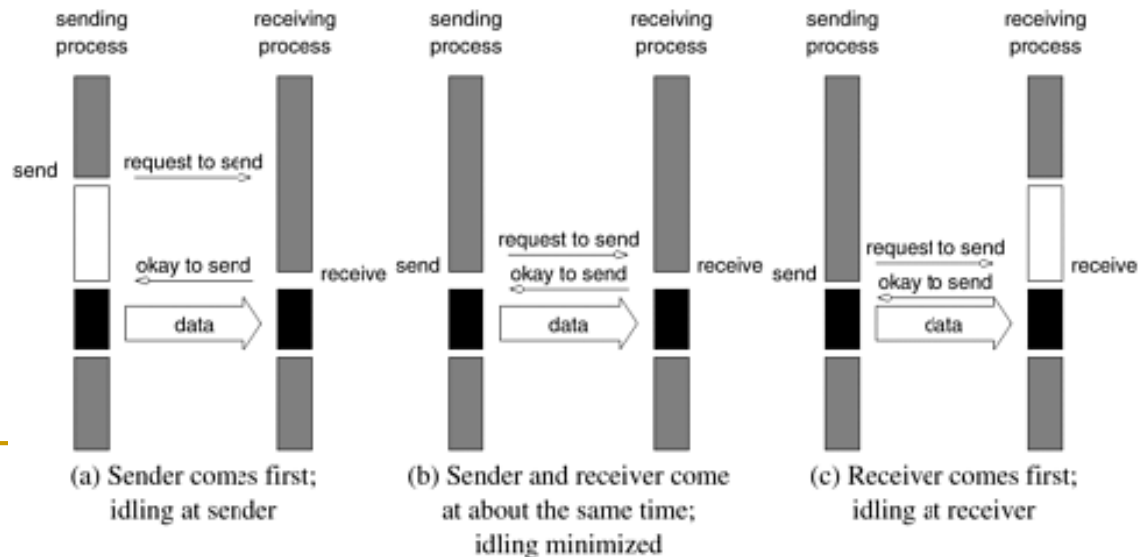 sending
process
receiving
process
send
request to send
okay to send
receive
data
(a) Sender comes first;
idling at sender
sending
process
receiving
process
request to send
send
okay to send
receive
data
(b) Sender and receiver come
at about the same time;
idling minimized
sending
process
receiving
process
request to send
send
okay to send
receive
data
(c) Receiver comes first;
idling at receiver